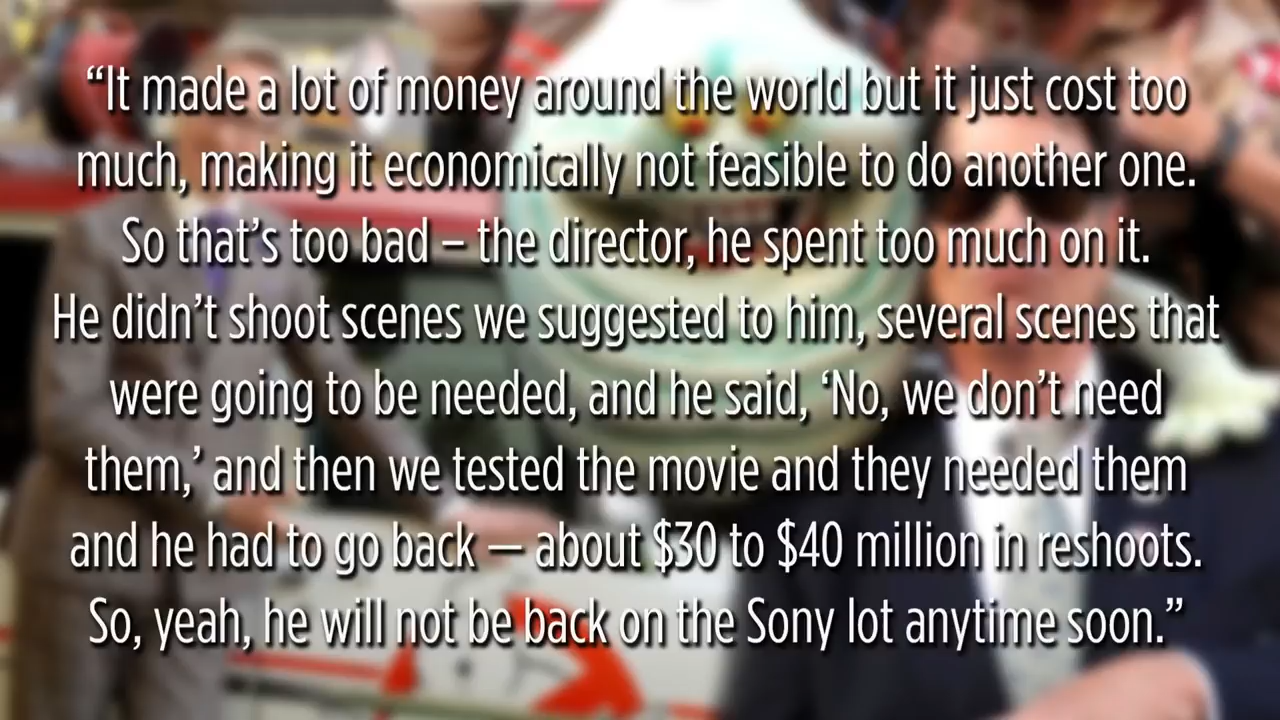 “It made a lot of money around the world but it just cost too
much, making it economically not feasible to do another one.
So that’s too bad – the director, he spent too much on it.
He didn’t shoot scenes we suggested to him, several scenes that
were going to be needed, and he said, ‘No, we don’t need
them,’ and then we tested the movie and they needed them
and he had to go back — about $30 to $40 million in reshoots.
So, yeah, he will not be back on the Sony lot anytime soon.”